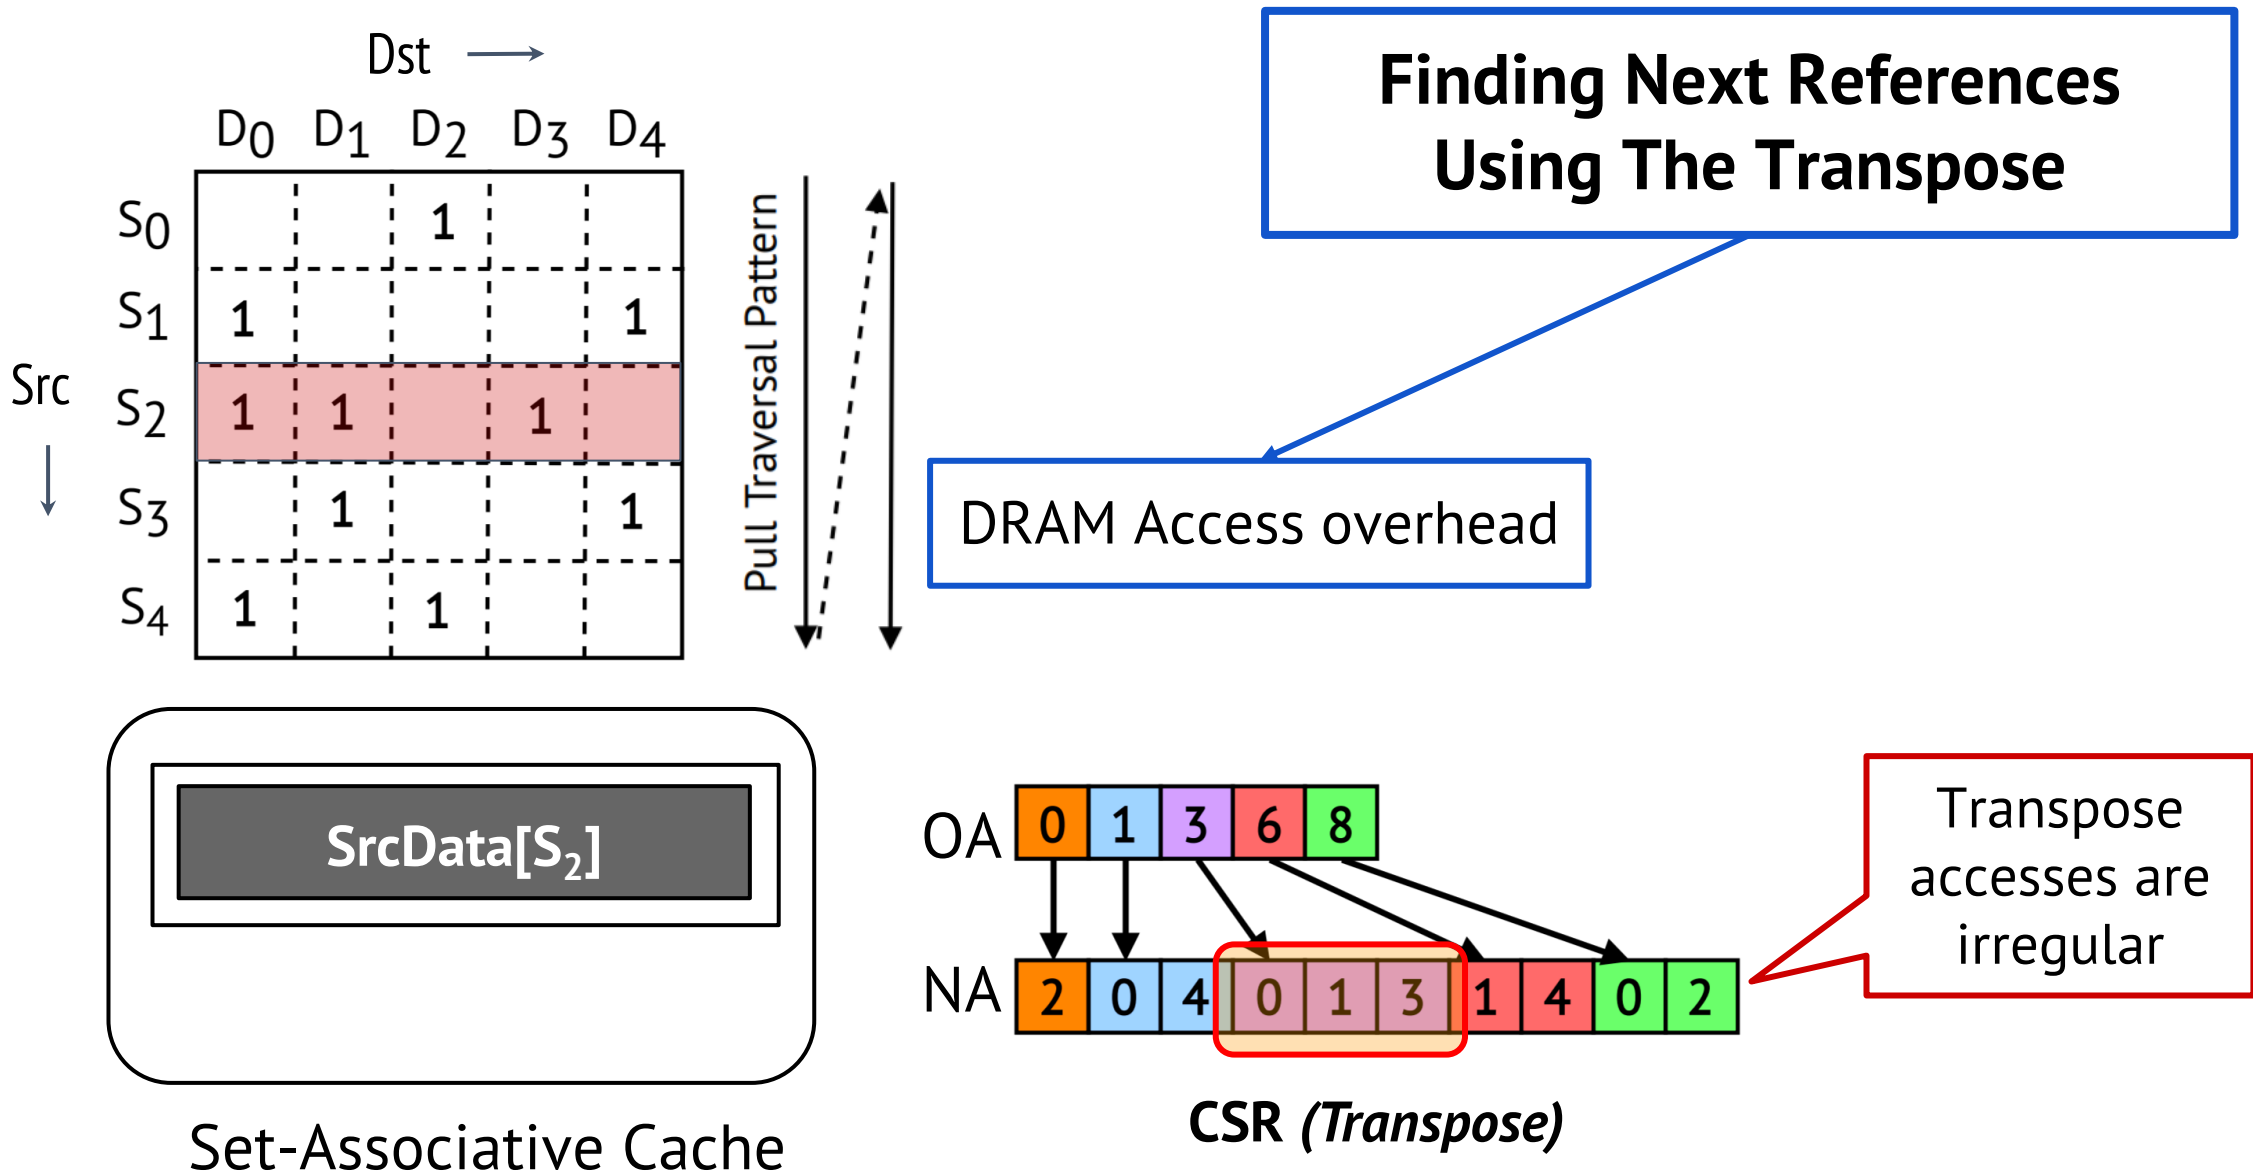 Dst
Finding Next References
Using The Transpose
D0 D1 D2 D3 D4
S0 1
S1 1 1
Src
S2 1 1 1
S3 1 1
S4 1 1
Pull Traversal Pattern
DRAM Access overhead
SrcData[S2]
Set-Associative Cache
OA 0 1 3 6 8
NA 2 0 4 0 1 3 1 4 0 2
CSR (Transpose)
Transpose
accesses are
irregular